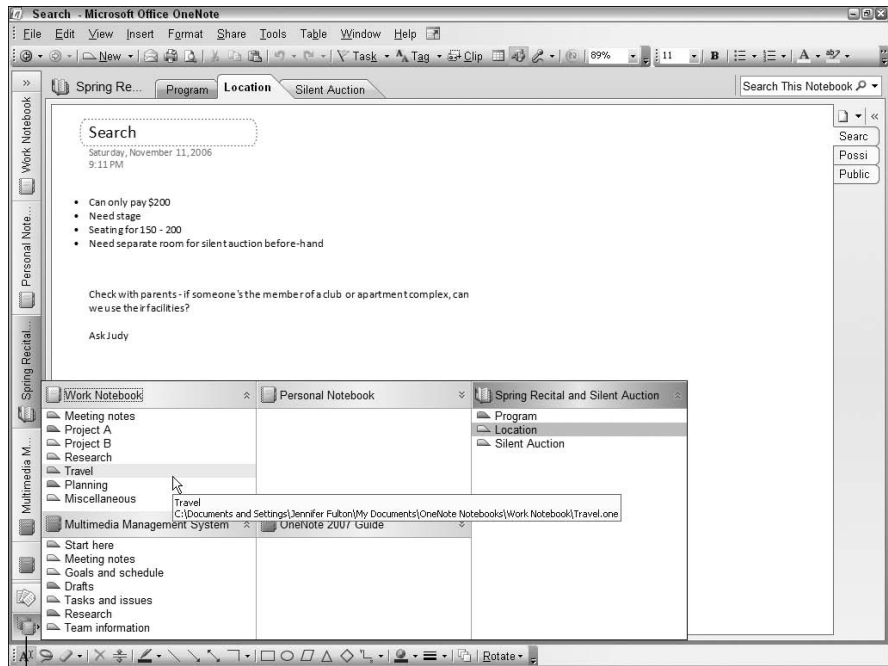 Search - Microsoft Office OneNote
File Edit View Insert Format Share Tools Table Window Help
New Task Tag Clip 89% 11 B A
Spring Re... Program Location Silent Auction Search This Notebook
Work Notebook
Personal Note...
Spring Recital...
Multimedia M...
Searc
Possi
Public
Search
Saturday, November 11, 2006
9:11 PM
• Can only pay $200
• Need stage
• Seating for 150 - 200
• Need separate room for silent auction before-hand
Check with parents - if someone's the member of a club or apartment complex, can
we use their facilities?
Ask Judy
Work Notebook
Meeting notes
Project A
Project B
Research
Travel
Planning
Miscellaneous
Personal Notebook
Spring Recital and Silent Auction
Program
Location
Silent Auction
Travel
C:\Documents and Settings\Jennifer Fulton\My Documents\OneNote Notebooks\Work Notebook\Travel.one
Multimedia Management System
Start here
Meeting notes
Goals and schedule
Drafts
Tasks and issues
Research
Team information
OneNote 2007 Guide
Rotate